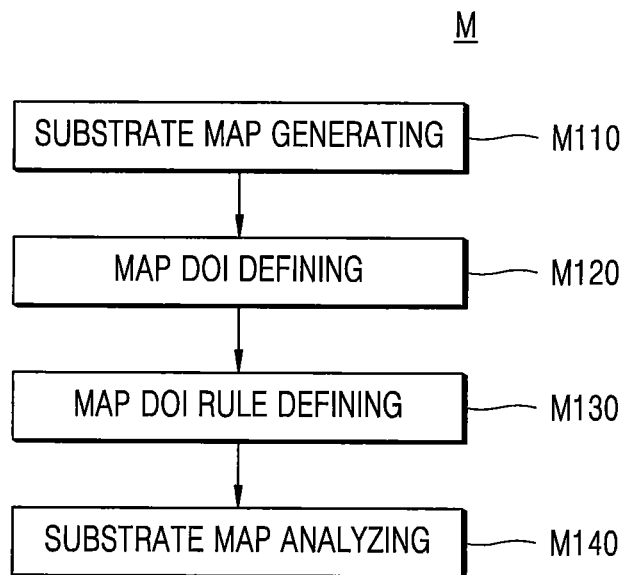 M
SUBSTRATE MAP GENERATING M110
MAP DOI DEFINING M120
MAP DOI RULE DEFINING M130
SUBSTRATE MAP ANALYZING M140